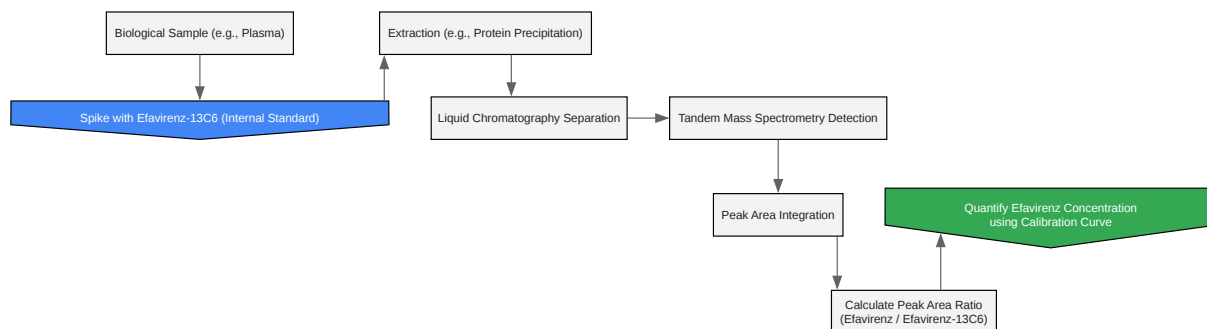 Biological Sample (e.g., Plasma)
Spike with Efavirenz-13C6 (Internal Standard)
Extraction (e.g., Protein Precipitation)
Liquid Chromatography Separation
Tandem Mass Spectrometry Detection
Peak Area Integration
Calculate Peak Area Ratio
(Efavirenz / Efavirenz-13C6)
Quantify Efavirenz Concentration
using Calibration Curve